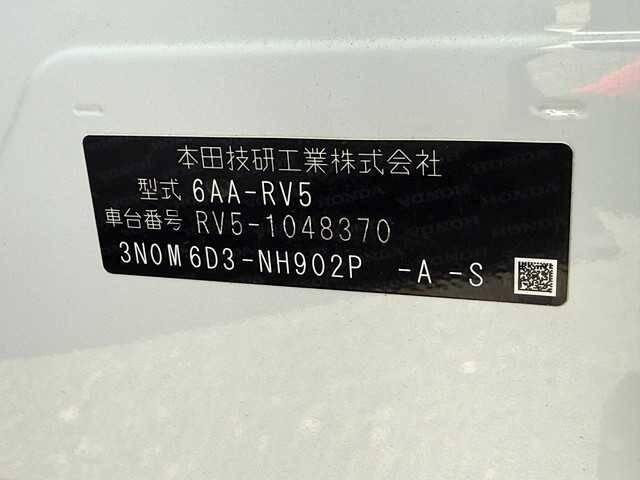 本田技研工業株式会社
型式 6AA-RV5
車台番号 RV5-1048370
3N0M6D3-NH902P -A -S